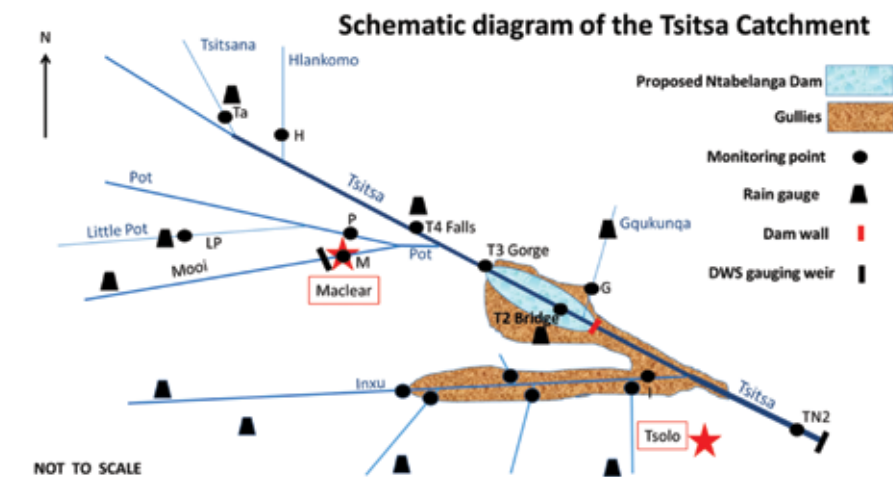 Schematic diagram of the Tsitsa Catchment
N
Tsitsana
Hlankomo
Proposed Ntabelanga Dam
Gullies
Monitoring point
Rain gauge
Dam wall
DWS gauging weir
Ta
H
Pot
Tsitsa
Little Pot
LP
P
T4 Falls
Gqukunqa
Mooi
M
Pot
T3 Gorge
Maclear
G
T2 Bridge
Inxu
I
Tsitsa
TN2
Tsolo
NOT TO SCALE